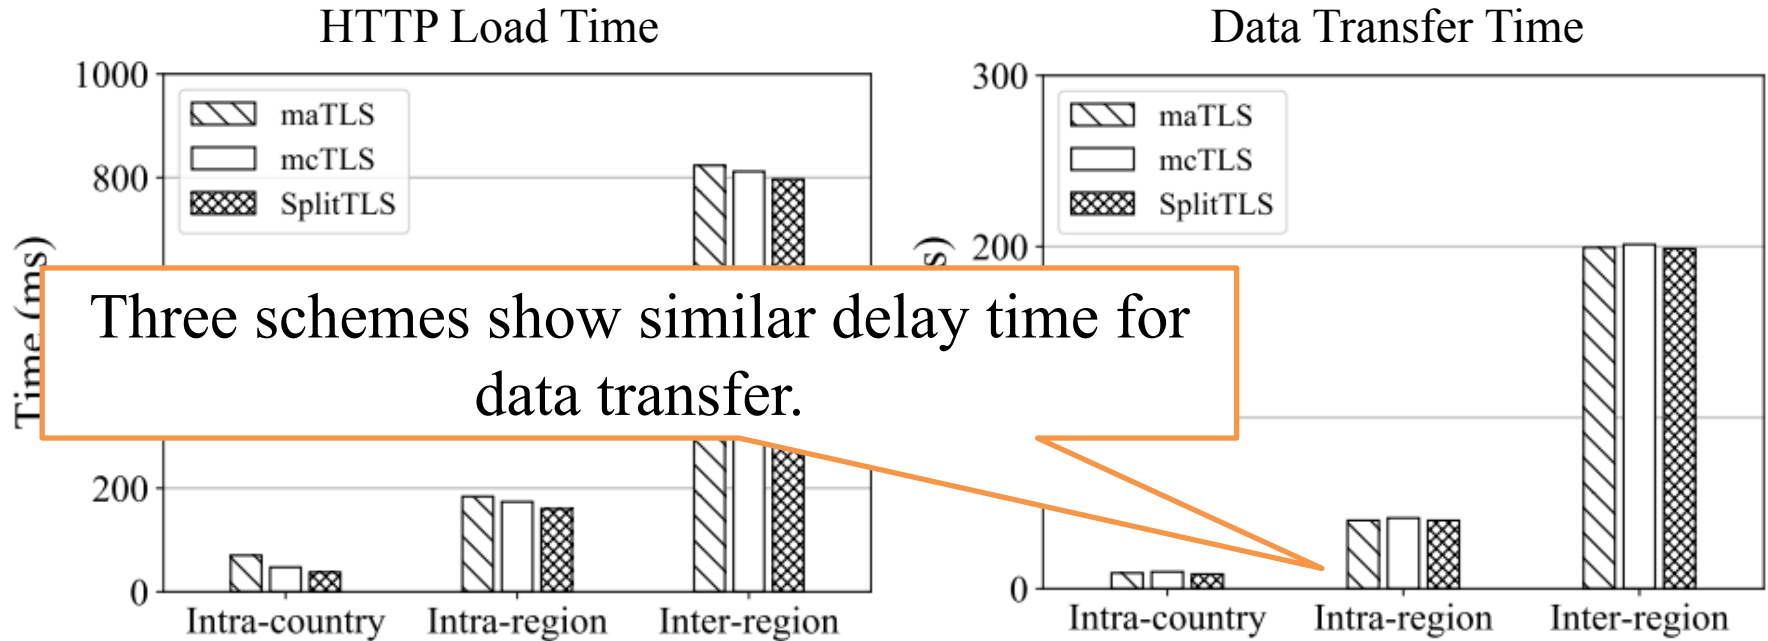 HTTP Load Time
1000
800
200
0
Time (ms)
maTLS
mcTLS
SplitTLS
Intra-country
Intra-region
Inter-region
Data Transfer Time
300
200
0
s)
maTLS
mcTLS
SplitTLS
Intra-country
Intra-region
Inter-region
Three schemes show similar delay time for
data transfer.